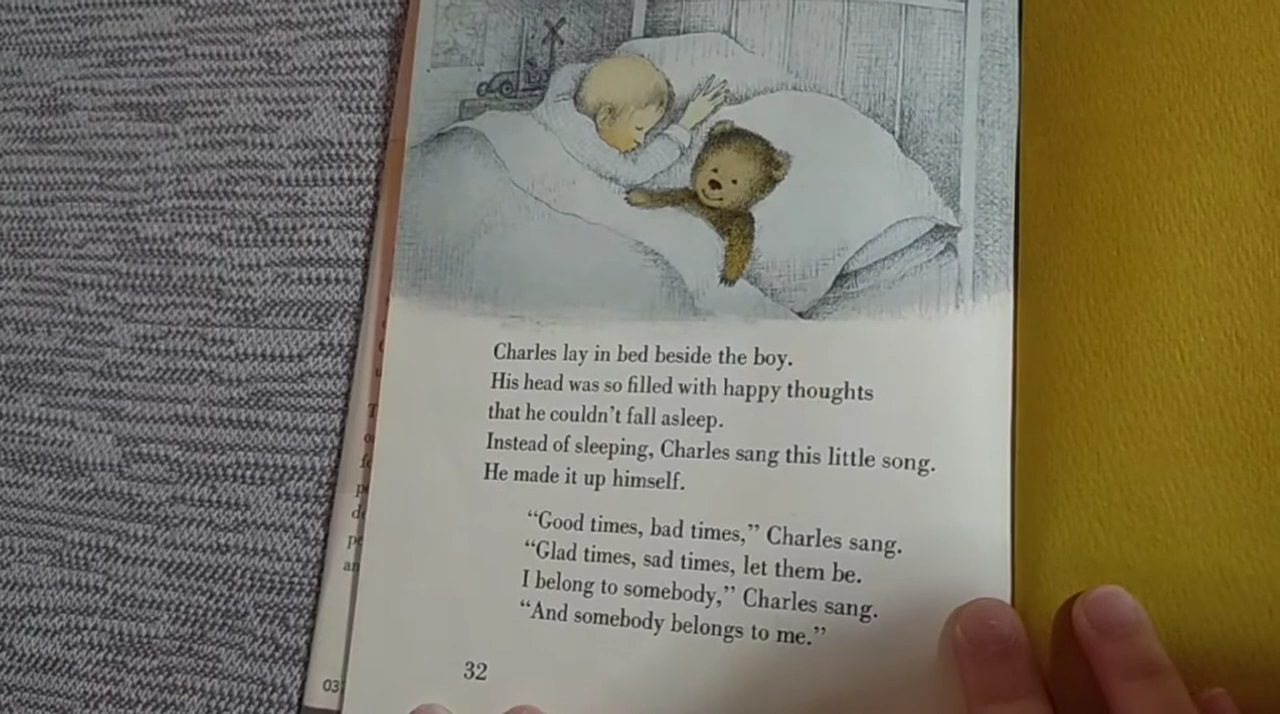 Charles lay in bed beside the boy.
His head was so filled with happy thoughts
that he couldn't fall asleep.
Instead of sleeping, Charles sang this little song.
He made it up himself.
“Good times, bad times,” Charles sang.
“Glad times, sad times, let them be.
I belong to somebody,” Charles sang.
“And somebody belongs to me.”
32
03